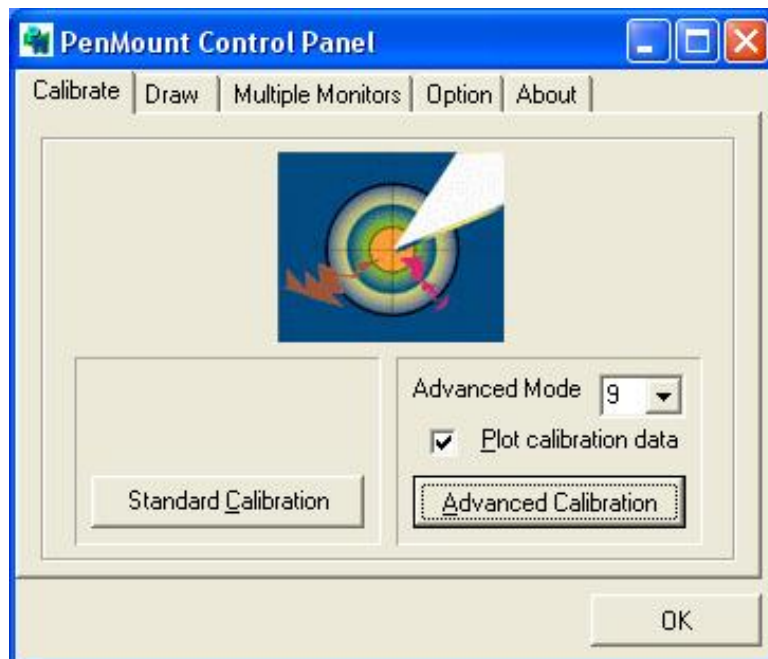 PenMount Control Panel
Calibrate Draw Multiple Monitors Option About
Advanced Mode 9
Plot calibration data
Standard Calibration Advanced Calibration
OK